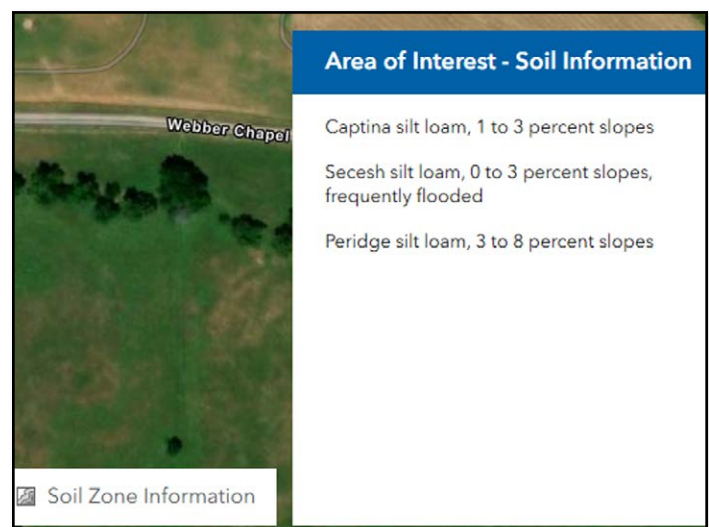 Area of Interest - Soil Information
Webber Chapel
Captina silt loam, 1 to 3 percent slopes
Secesh silt loam, 0 to 3 percent slopes,
frequently flooded
Peridge silt loam, 3 to 8 percent slopes
Soil Zone Information